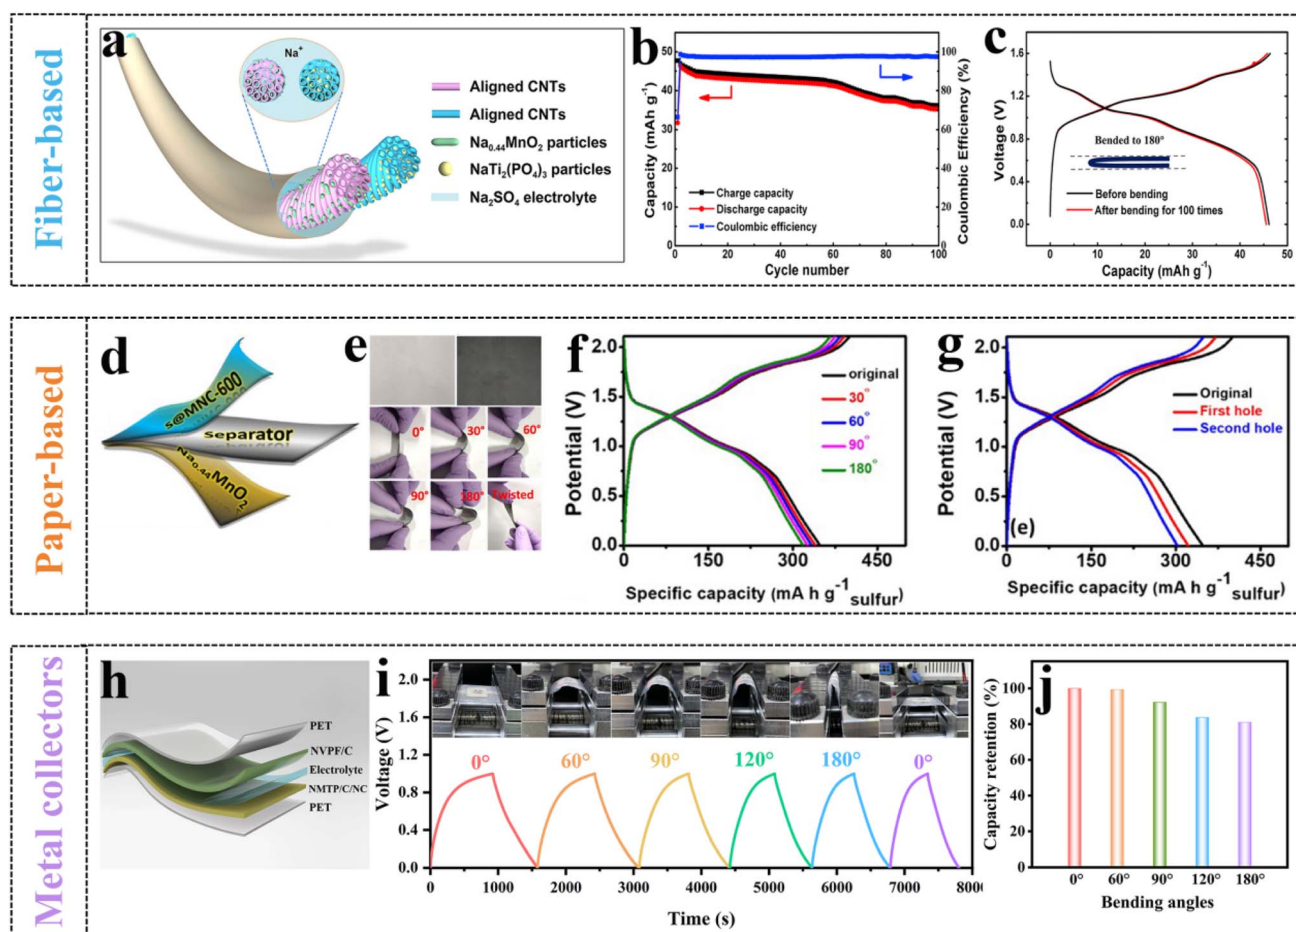 Fiber-based
a
Na⁺
Aligned CNTs
Aligned CNTs
Na₀.₄₄MnO₂ particles
NaTi₂(PO₄)₃ particles
Na₂SO₄ electrolyte
b
Capacity (mAh g⁻¹)
50
40
30
20
10
0
Charge capacity
Discharge capacity
Coulombic efficiency
0 20 40 60 80 100
Cycle number
100
80
60
40
20
0
Coulombic Efficiency (%)
c
Voltage (V)
1.6
1.2
0.8
0.4
0.0
Bended to 180°
Before bending
After bending for 100 times
0 10 20 30 40 50
Capacity (mAh g⁻¹)
Paper-based
d
s@MNC-600
Separator
Na₀.₄₄MnO₂
e
0° 30° 60°
90° 180° Twisted
f
Potential (V)
2.0
1.5
1.0
0.5
0.0
original
30°
60°
90°
180°
0 150 300 450
Specific capacity (mA h g⁻¹ sulfur)
g
Potential (V)
2.0
1.5
1.0
0.5
0.0
Original
First hole
Second hole
(e)
0 150 300 450
Specific capacity (mA h g⁻¹ sulfur)
Metal collectors
h
PET
NVPF/C
Electrolyte
NMTP/C/NC
PET
i
Voltage (V)
2.0
1.6
1.2
0.8
0.4
0.0
0° 60° 90° 120° 180° 0°
0 1000 2000 3000 4000 5000 6000 7000 8000
Time (s)
j
Capacity retention (%)
100
80
60
40
20
0
0° 60° 90° 120° 180°
Bending angles